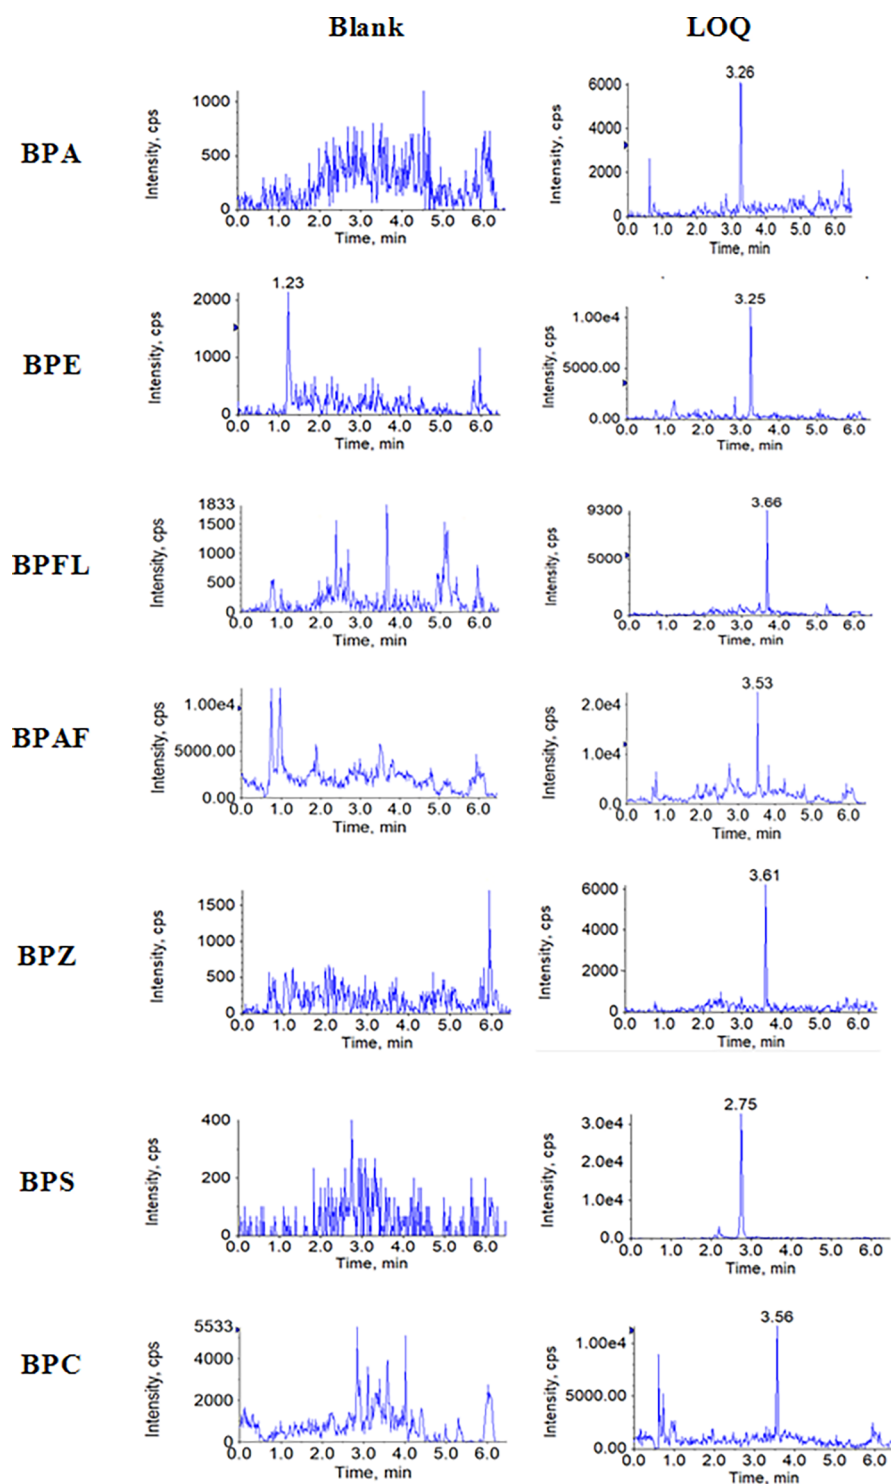 Blank LOQ
BPA
Intensity, cps
1000
500
0
0.0 1.0 2.0 3.0 4.0 5.0 6.0
Time, min
3.26
Intensity, cps
6000
4000
2000
0
0.0 1.0 2.0 3.0 4.0 5.0 6.0
Time, min
BPE
1.23
Intensity, cps
2000
1000
0
0.0 1.0 2.0 3.0 4.0 5.0 6.0
Time, min
3.25
Intensity, cps
1.00e4
5000.00
0.00
0.0 1.0 2.0 3.0 4.0 5.0 6.0
Time, min
BPFL
Intensity, cps
1833
1500
1000
500
0
0.0 1.0 2.0 3.0 4.0 5.0 6.0
Time, min
3.66
Intensity, cps
9300
5000
0
0.0 1.0 2.0 3.0 4.0 5.0 6.0
Time, min
BPAF
Intensity, cps
1.00e4
5000.00
0.00
0.0 1.0 2.0 3.0 4.0 5.0 6.0
Time, min
3.53
Intensity, cps
2.0e4
1.0e4
0.0
0.0 1.0 2.0 3.0 4.0 5.0 6.0
Time, min
BPZ
Intensity, cps
1500
1000
500
0
0.0 1.0 2.0 3.0 4.0 5.0 6.0
Time, min
3.61
Intensity, cps
6000
4000
2000
0
0.0 1.0 2.0 3.0 4.0 5.0 6.0
Time, min
BPS
Intensity, cps
400
200
0
0.0 1.0 2.0 3.0 4.0 5.0 6.0
Time, min
2.75
Intensity, cps
3.0e4
2.0e4
1.0e4
0.0
0.0 1.0 2.0 3.0 4.0 5.0 6.0
Time, min
BPC
Intensity, cps
5533
4000
2000
0
0.0 1.0 2.0 3.0 4.0 5.0 6.0
Time, min
3.56
Intensity, cps
1.00e4
5000.00
0.00
0.0 1.0 2.0 3.0 4.0 5.0 6.0
Time, min